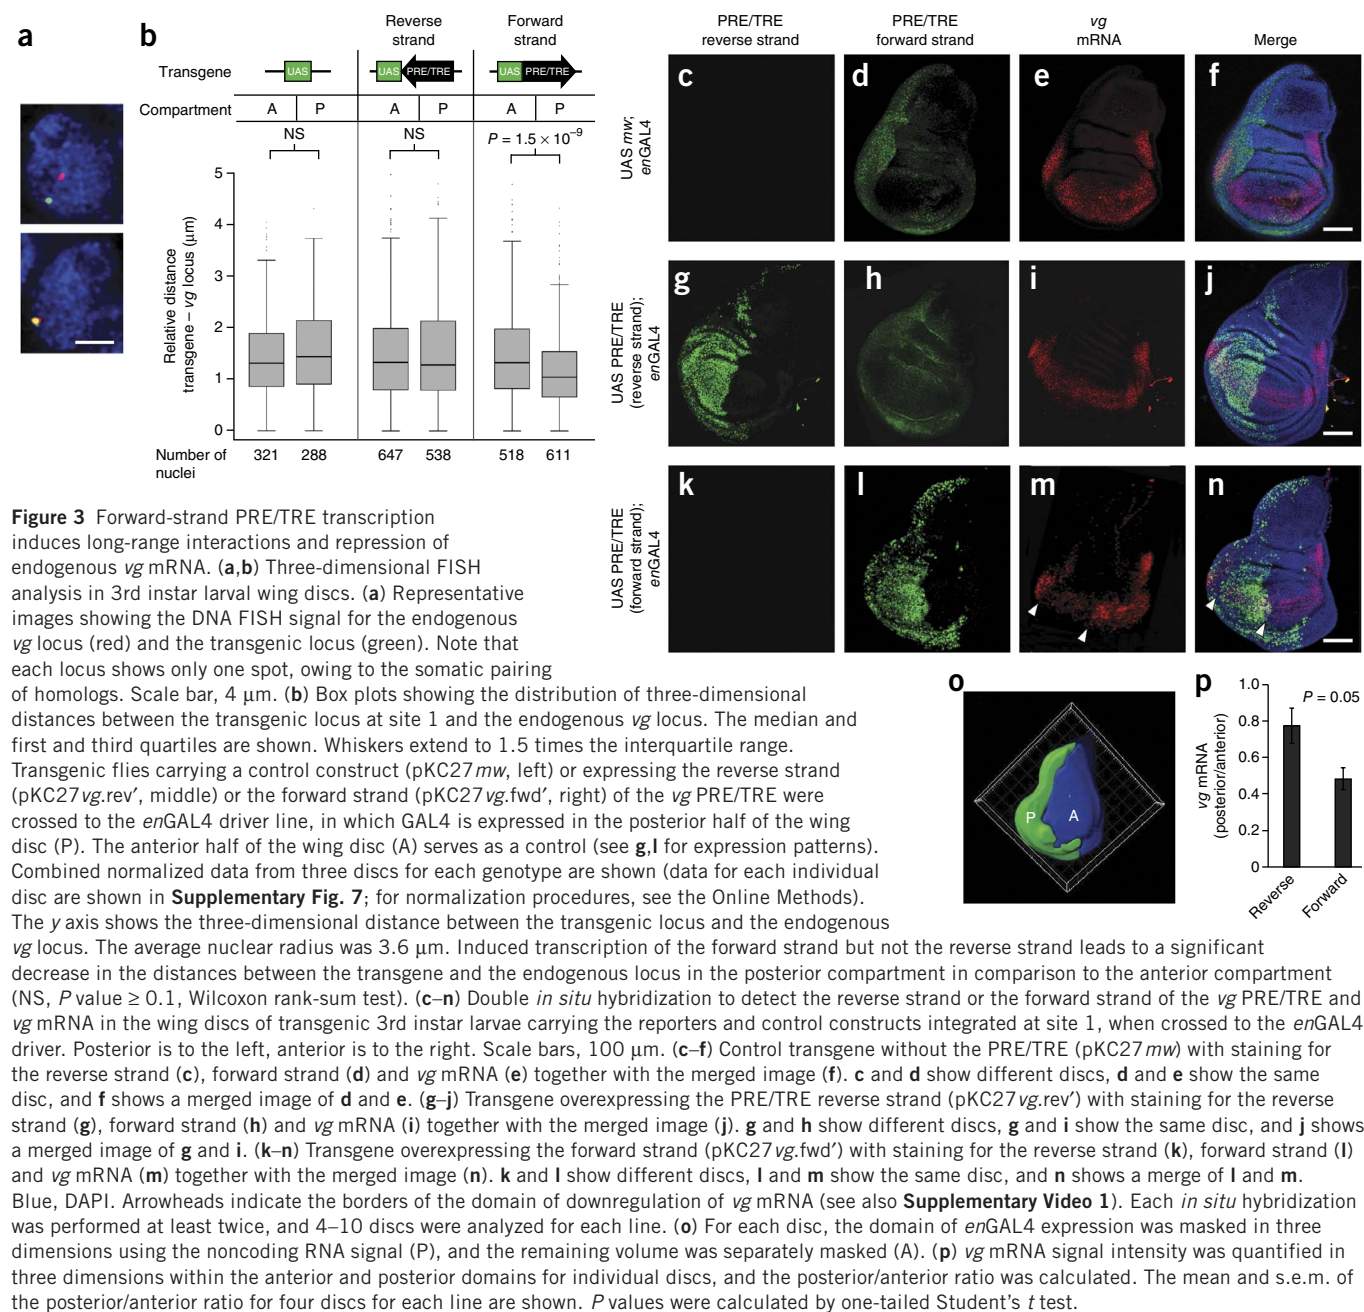 a
b
Reverse
strand
Forward
strand
Transgene
UAS
UAS PRE/TRE
UAS PRE/TRE
Compartment
A P A P A P
NS
NS
P = 1.5 × 10⁻⁹
5
4
3
2
1
0
Relative distance
transgene – vg locus (μm)
Number of
nuclei
321 288 647 538 518 611
PRE/TRE
reverse strand
PRE/TRE
forward strand
vg
mRNA
Merge
UAS mw;
enGAL4
c
d
e
f
UAS PRE/TRE
(reverse strand);
enGAL4
g
h
i
j
UAS PRE/TRE
(forward strand);
enGAL4
k
l
m
n
o
P
A
p
1.0
0.8
0.6
0.4
0.2
0
P = 0.05
vg mRNA
(posterior/anterior)
Reverse
Forward
Figure 3 Forward-strand PRE/TRE transcription
induces long-range interactions and repression of
endogenous vg mRNA. (a,b) Three-dimensional FISH
analysis in 3rd instar larval wing discs. (a) Representative
images showing the DNA FISH signal for the endogenous
vg locus (red) and the transgenic locus (green). Note that
each locus shows only one spot, owing to the somatic pairing
of homologs. Scale bar, 4 μm. (b) Box plots showing the distribution of three-dimensional
distances between the transgenic locus at site 1 and the endogenous vg locus. The median and
first and third quartiles are shown. Whiskers extend to 1.5 times the interquartile range.
Transgenic flies carrying a control construct (pKC27mw, left) or expressing the reverse strand
(pKC27vg.rev′, middle) or the forward strand (pKC27vg.fwd′, right) of the vg PRE/TRE were
crossed to the enGAL4 driver line, in which GAL4 is expressed in the posterior half of the wing
disc (P). The anterior half of the wing disc (A) serves as a control (see g,l for expression patterns).
Combined normalized data from three discs for each genotype are shown (data for each individual
disc are shown in Supplementary Fig. 7; for normalization procedures, see the Online Methods).
The y axis shows the three-dimensional distance between the transgenic locus and the endogenous
vg locus. The average nuclear radius was 3.6 μm. Induced transcription of the forward strand but not the reverse strand leads to a significant
decrease in the distances between the transgene and the endogenous locus in the posterior compartment in comparison to the anterior compartment
(NS, P value ≥ 0.1, Wilcoxon rank-sum test). (c–n) Double in situ hybridization to detect the reverse strand or the forward strand of the vg PRE/TRE and
vg mRNA in the wing discs of transgenic 3rd instar larvae carrying the reporters and control constructs integrated at site 1, when crossed to the enGAL4
driver. Posterior is to the left, anterior is to the right. Scale bars, 100 μm. (c–f) Control transgene without the PRE/TRE (pKC27mw) with staining for
the reverse strand (c), forward strand (d) and vg mRNA (e) together with the merged image (f). c and d show different discs, d and e show the same
disc, and f shows a merged image of d and e. (g–j) Transgene overexpressing the PRE/TRE reverse strand (pKC27vg.rev′) with staining for the reverse
strand (g), forward strand (h) and vg mRNA (i) together with the merged image (j). g and h show different discs, g and i show the same disc, and j shows
a merged image of g and i. (k–n) Transgene overexpressing the forward strand (pKC27vg.fwd′) with staining for the reverse strand (k), forward strand (l)
and vg mRNA (m) together with the merged image (n). k and l show different discs, l and m show the same disc, and n shows a merge of l and m.
Blue, DAPI. Arrowheads indicate the borders of the domain of downregulation of vg mRNA (see also Supplementary Video 1). Each in situ hybridization
was performed at least twice, and 4–10 discs were analyzed for each line. (o) For each disc, the domain of enGAL4 expression was masked in three
dimensions using the noncoding RNA signal (P), and the remaining volume was separately masked (A). (p) vg mRNA signal intensity was quantified in
three dimensions within the anterior and posterior domains for individual discs, and the posterior/anterior ratio was calculated. The mean and s.e.m. of
the posterior/anterior ratio for four discs for each line are shown. P values were calculated by one-tailed Student’s t test.